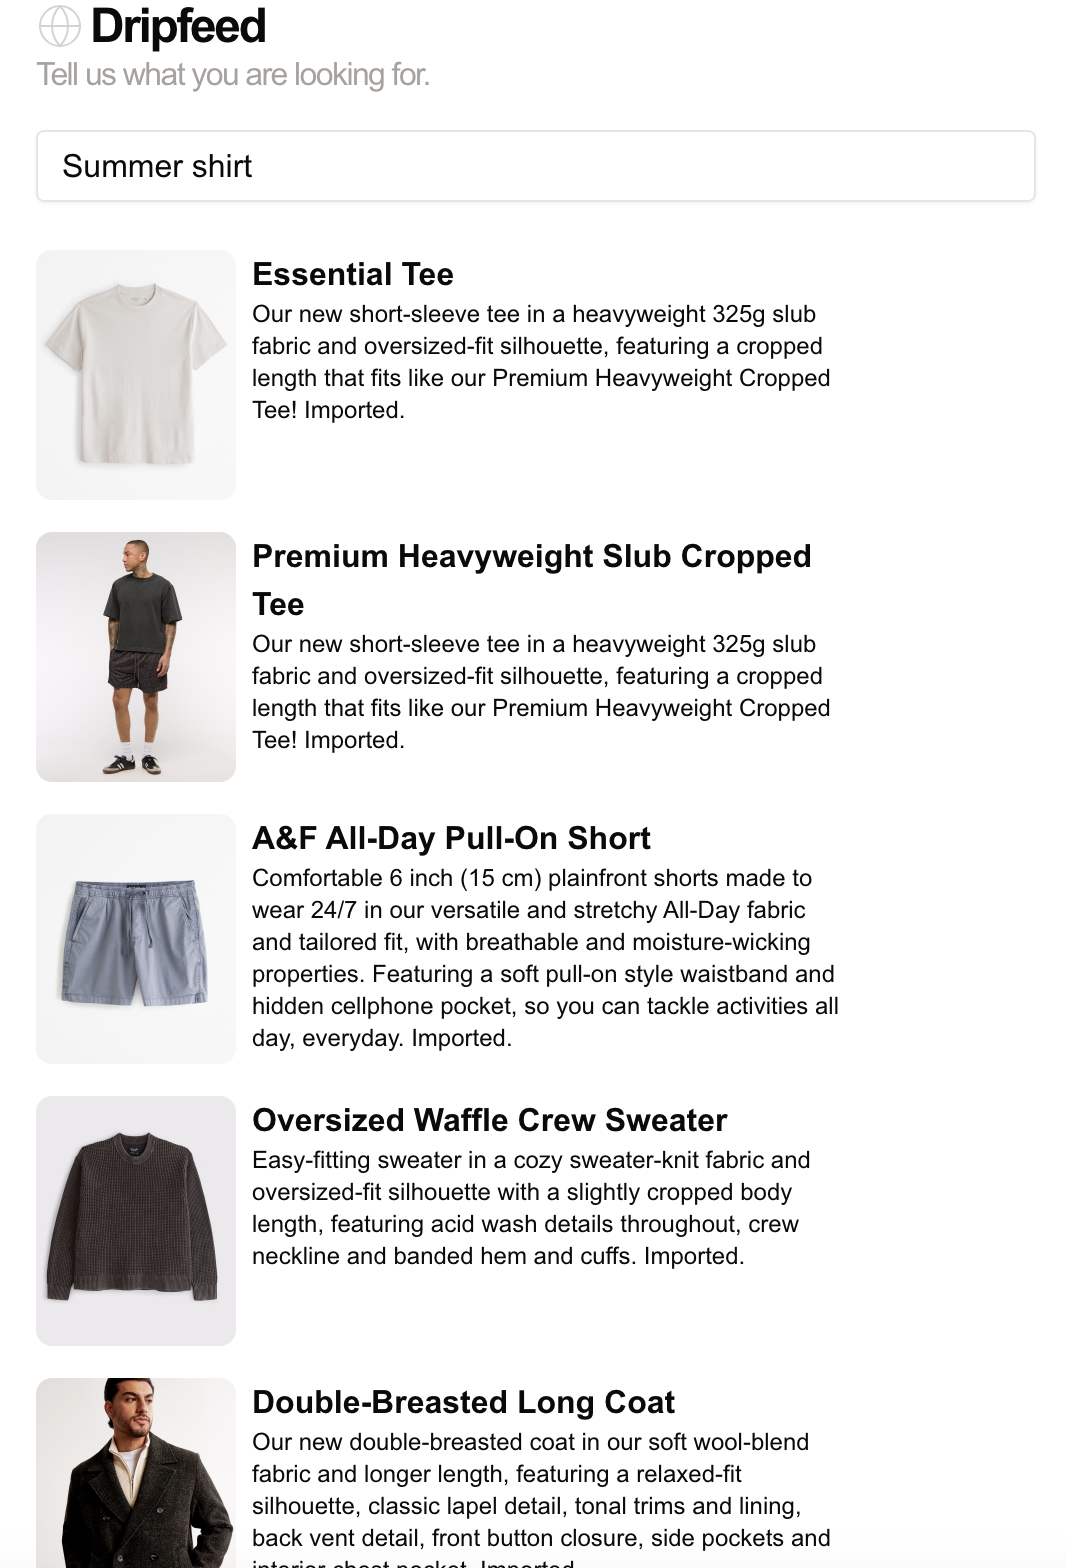 Dripfeed
Tell us what you are looking for.
Summer shirt
Essential Tee
Our new short-sleeve tee in a heavyweight 325g slub
fabric and oversized-fit silhouette, featuring a cropped
length that fits like our Premium Heavyweight Cropped
Tee! Imported.
Premium Heavyweight Slub Cropped
Tee
Our new short-sleeve tee in a heavyweight 325g slub
fabric and oversized-fit silhouette, featuring a cropped
length that fits like our Premium Heavyweight Cropped
Tee! Imported.
A&F All-Day Pull-On Short
Comfortable 6 inch (15 cm) plainfront shorts made to
wear 24/7 in our versatile and stretchy All-Day fabric
and tailored fit, with breathable and moisture-wicking
properties. Featuring a soft pull-on style waistband and
hidden cellphone pocket, so you can tackle activities all
day, everyday. Imported.
Oversized Waffle Crew Sweater
Easy-fitting sweater in a cozy sweater-knit fabric and
oversized-fit silhouette with a slightly cropped body
length, featuring acid wash details throughout, crew
neckline and banded hem and cuffs. Imported.
Double-Breasted Long Coat
Our new double-breasted coat in our soft wool-blend
fabric and longer length, featuring a relaxed-fit
silhouette, classic lapel detail, tonal trims and lining,
back vent detail, front button closure, side pockets and
interior chest pocket. Imported.